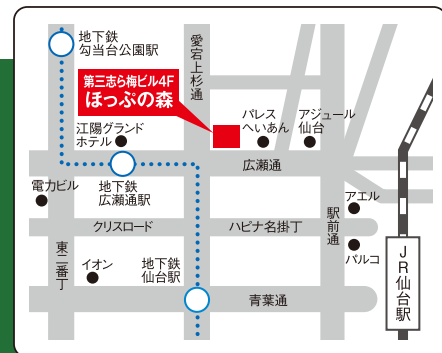 地下鉄
勾当台公園駅
愛宕上杉通
第三志ら梅ビル4F
ほっぷの森
江陽グランド
ホテル
パレス
へいあん
アジュール
仙台
広瀬通
地下鉄
広瀬通駅
電力ビル
アエル
クリスロード
ハピナ名掛丁
駅前通
東二番丁
イオン
地下鉄
仙台駅
パルコ
JR仙台駅
青葉通